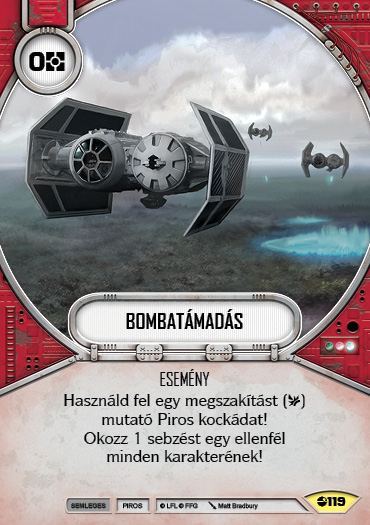 0
BOMBATÁMADÁS
ESEMÉNY
Használd fel egy megszakítást ( )
mutató Piros kockádat!
Okozz 1 sebzést egy ellenfél
minden karakterének!
SEMLEGES PIROS © LFL © FFG Matt Bradbury 119